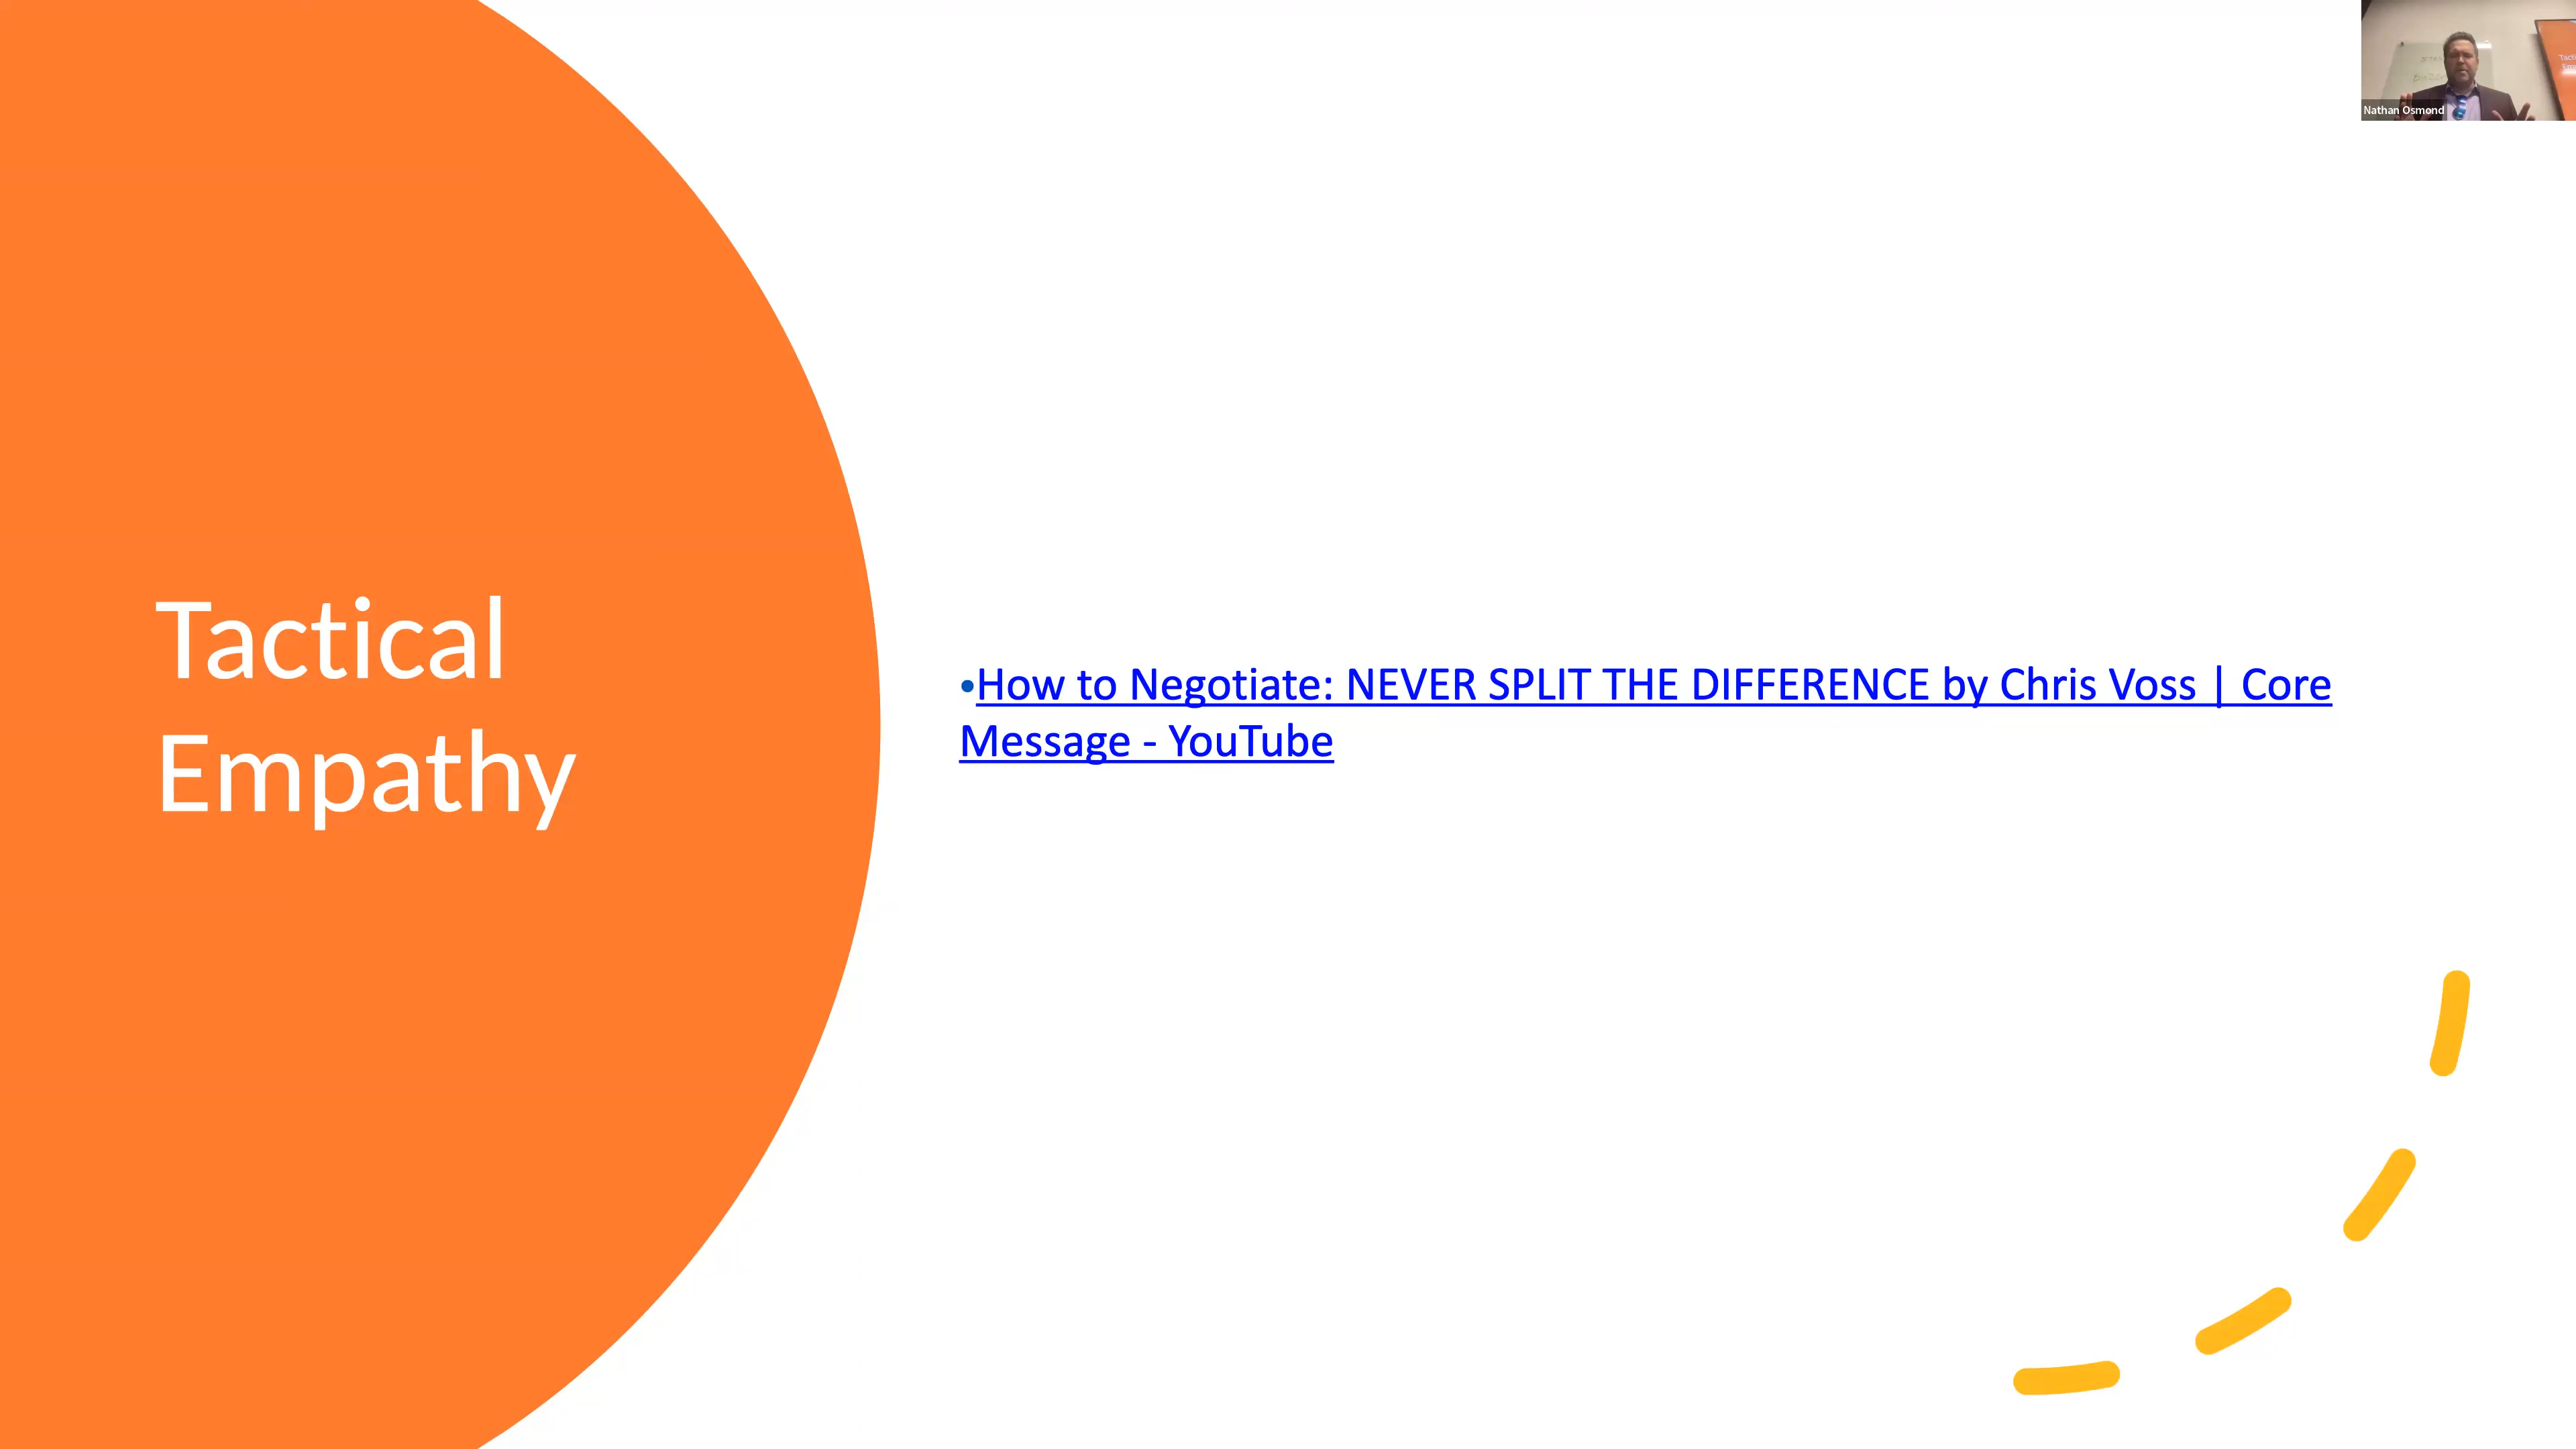 Nathan Osmond
Tactical
Empathy
•How to Negotiate: NEVER SPLIT THE DIFFERENCE by Chris Voss | Core
Message - YouTube